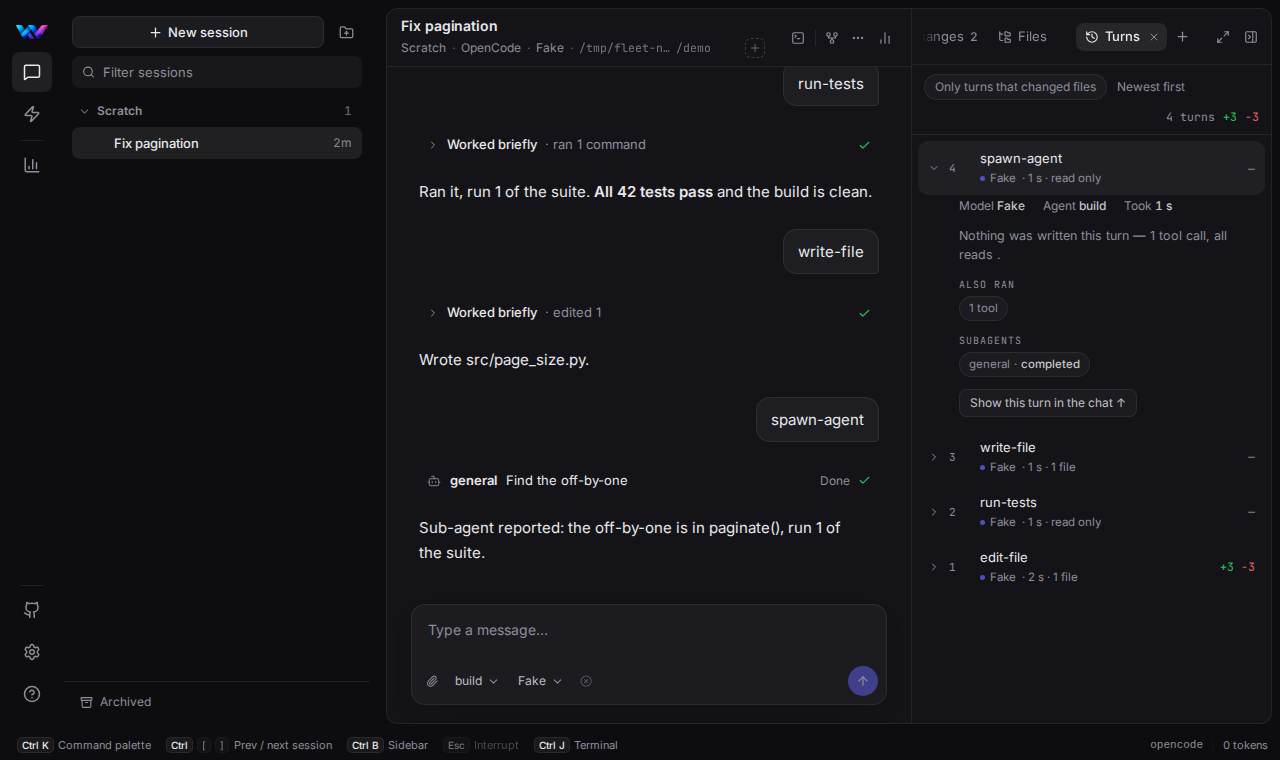 New session
Filter sessions
Scratch 1
Fix pagination 2m
Archived
Fix pagination
Scratch · OpenCode · Fake · /tmp/fleet-n… /demo
run-tests
Worked briefly · ran 1 command
Ran it, run 1 of the suite. All 42 tests pass and the build is clean.
write-file
Worked briefly · edited 1
Wrote src/page_size.py.
spawn-agent
general Find the off-by-one Done
Sub-agent reported: the off-by-one is in paginate(), run 1 of
the suite.
Type a message...
build Fake
anges 2 Files Turns
Only turns that changed files Newest first
4 turns +3 -3
4 spawn-agent –
Fake · 1 s · read only
Model Fake Agent build Took 1 s
Nothing was written this turn — 1 tool call, all
reads .
ALSO RAN
1 tool
SUBAGENTS
general · completed
Show this turn in the chat ↑
3 write-file –
Fake · 1 s · 1 file
2 run-tests –
Fake · 1 s · read only
1 edit-file +3 -3
Fake · 2 s · 1 file
Ctrl K Command palette Ctrl [ ] Prev / next session Ctrl B Sidebar Esc Interrupt Ctrl J Terminal opencode 0 tokens